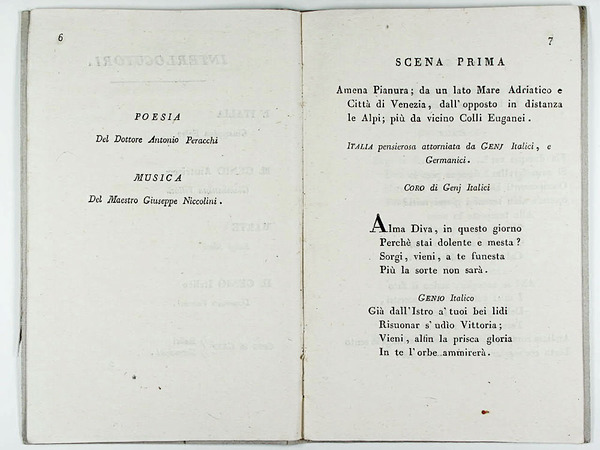 6
POESIA
Del Dottore Antonio Peracchi
MUSICA
Del Maestro Giuseppe Niccolini.
7
SCENA PRIMA
Amena Pianura; da un lato Mare Adriatico e
Città di Venezia, dall'opposto in distanza
le Alpi; più da vicino Colli Euganei.
ITALIA pensierosa attorniata da GENJ Italici, e
Germanici.
CORO di Genj Italici
Alma Diva, in questo giorno
Perchè stai dolente e mesta?
Sorgi, vieni, a te funesta
Più la sorte non sarà.
GENIO Italico
Già dall'Istro a' tuoi bei lidi
Risuonar s' udìo Vittoria;
Vieni, alfin la prisca gloria
In te l'orbe ammirerà.